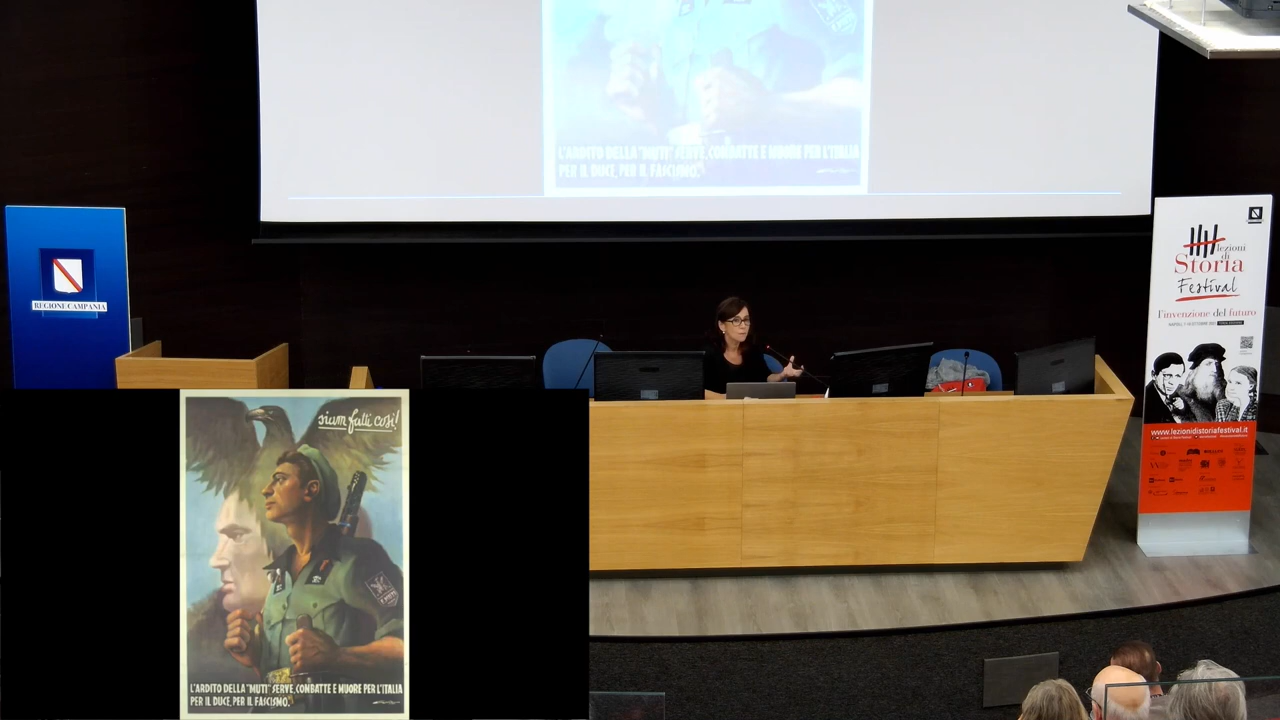 L'ARDITO DELLA "MUTI" SERVE, COMBATTE E MUORE PER L'ITALIA
PER IL DUCE, PER IL FASCISMO.
REGIONE CAMPANIA
lezioni
di
Storia
Festival
l'invenzione del futuro
www.lezionidistoriafestival.it
siam fatti così!
L'ARDITO DELLA "MUTI" SERVE, COMBATTE E MUORE PER L'ITALIA
PER IL DUCE, PER IL FASCISMO.